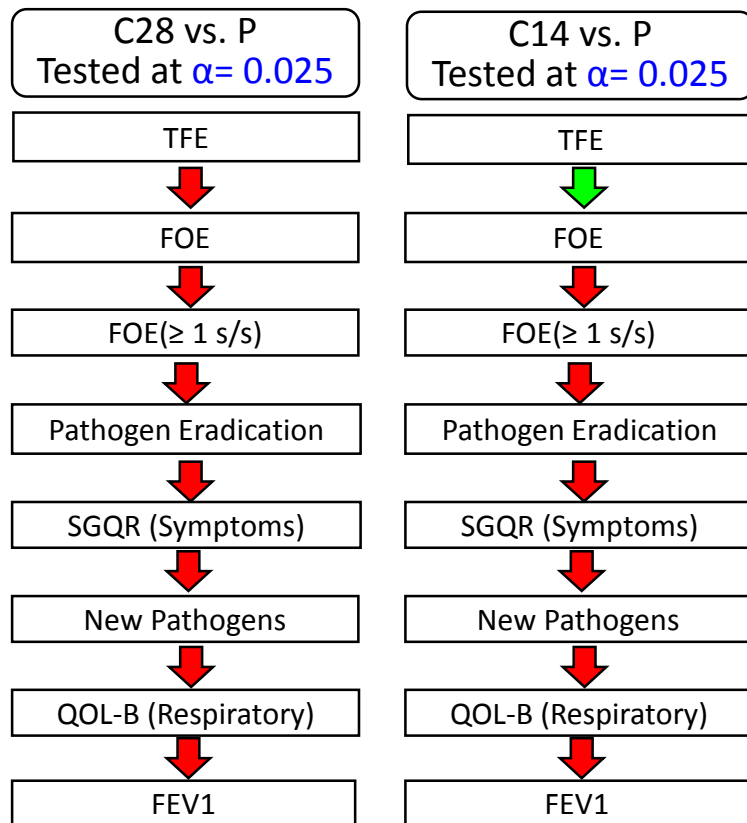 C28 vs. P
Tested at α= 0.025
TFE
FOE
FOE(≥ 1 s/s)
Pathogen Eradication
SGQR (Symptoms)
New Pathogens
QOL-B (Respiratory)
FEV1
C14 vs. P
Tested at α= 0.025
TFE
FOE
FOE(≥ 1 s/s)
Pathogen Eradication
SGQR (Symptoms)
New Pathogens
QOL-B (Respiratory)
FEV1